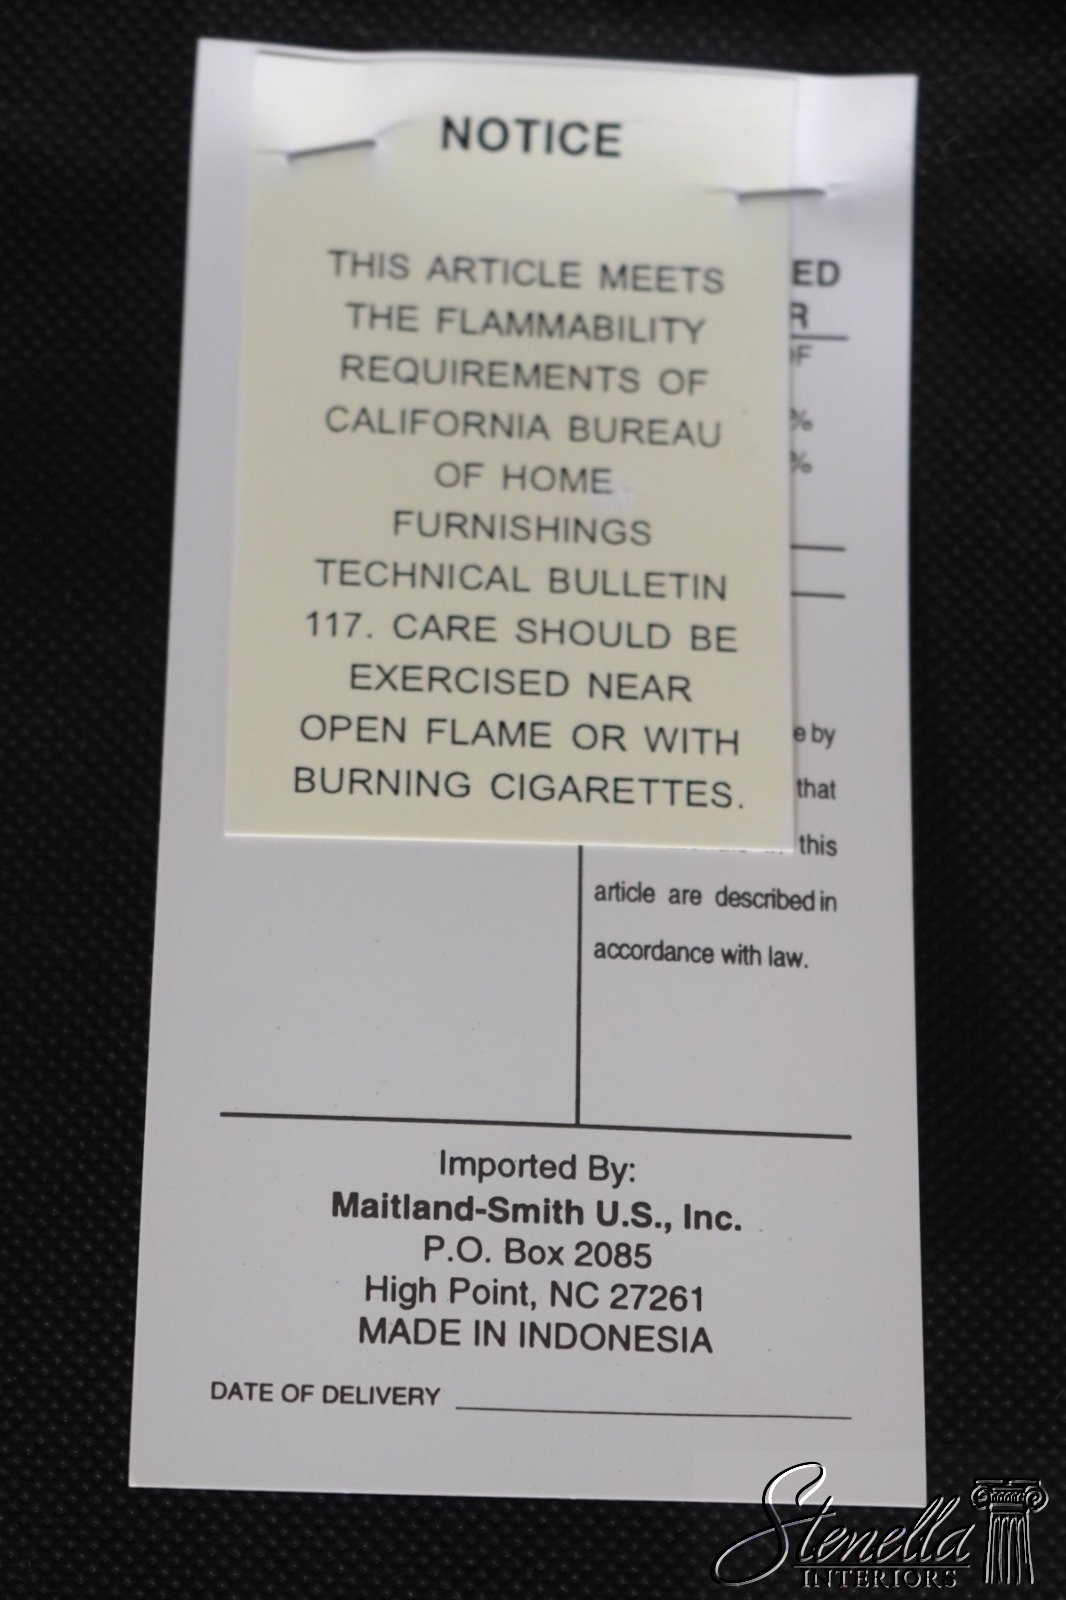 NOTICE
THIS ARTICLE MEETS
THE FLAMMABILITY
REQUIREMENTS OF
CALIFORNIA BUREAU
OF HOME
FURNISHINGS
TECHNICAL BULLETIN
117. CARE SHOULD BE
EXERCISED NEAR
OPEN FLAME OR WITH
BURNING CIGARETTES.
ED
R
%
%
e by
that
this
article are described in
accordance with law.
Imported By:
Maitland-Smith U.S., Inc.
P.O. Box 2085
High Point, NC 27261
MADE IN INDONESIA
DATE OF DELIVERY
Stenella
INTERIORS